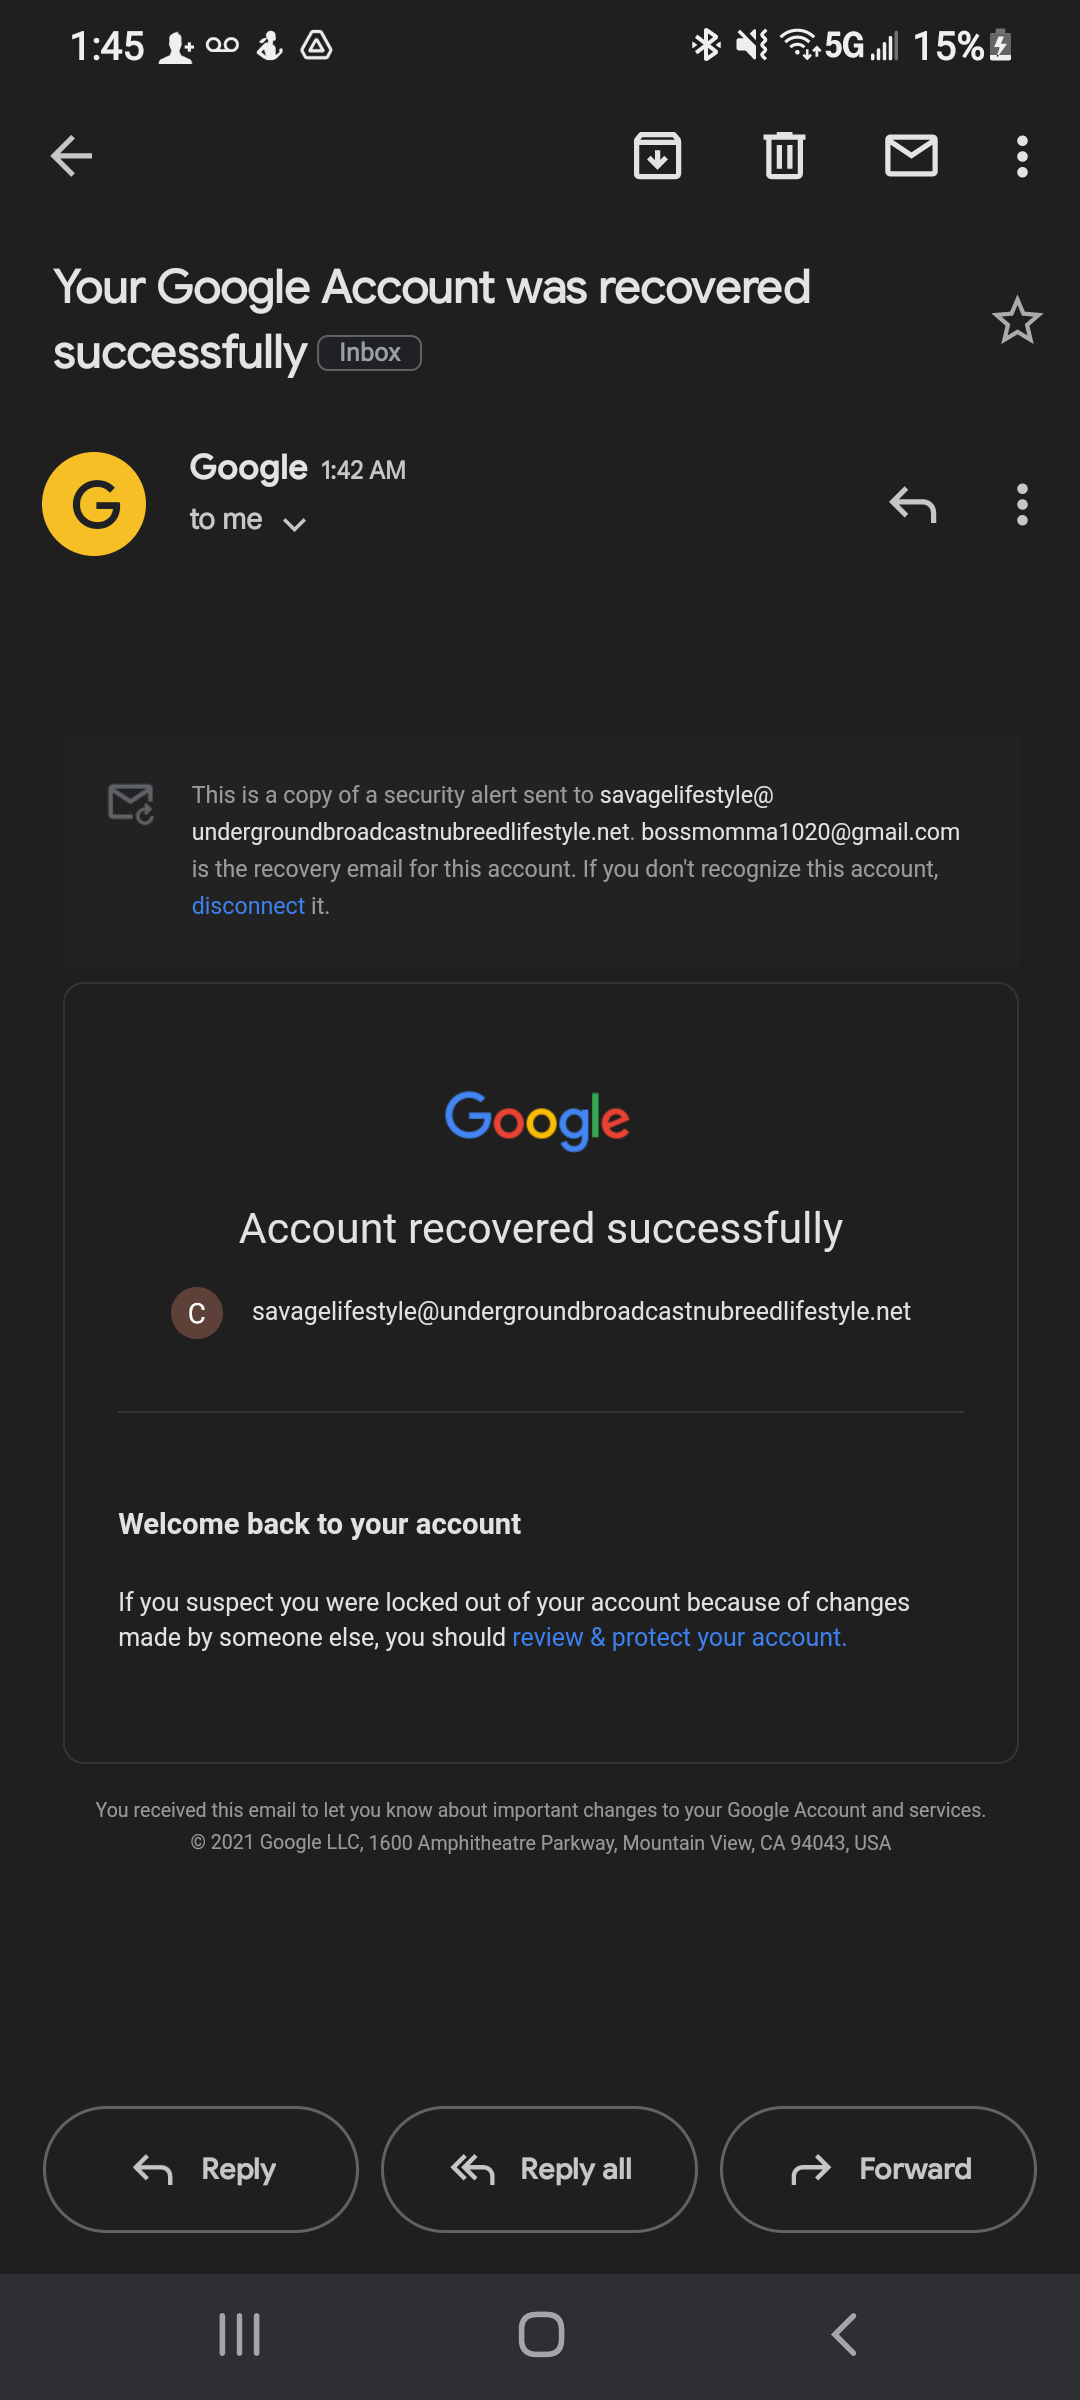 1:45 5G 15%
Your Google Account was recovered
successfully Inbox
G Google 1:42 AM
to me
This is a copy of a security alert sent to savagelifestyle@
undergroundbroadcastnubreedlifestyle.net. bossmomma1020@gmail.com
is the recovery email for this account. If you don't recognize this account,
disconnect it.
Google
Account recovered successfully
C savagelifestyle@undergroundbroadcastnubreedlifestyle.net
Welcome back to your account
If you suspect you were locked out of your account because of changes
made by someone else, you should review & protect your account.
You received this email to let you know about important changes to your Google Account and services.
© 2021 Google LLC, 1600 Amphitheatre Parkway, Mountain View, CA 94043, USA
Reply Reply all Forward